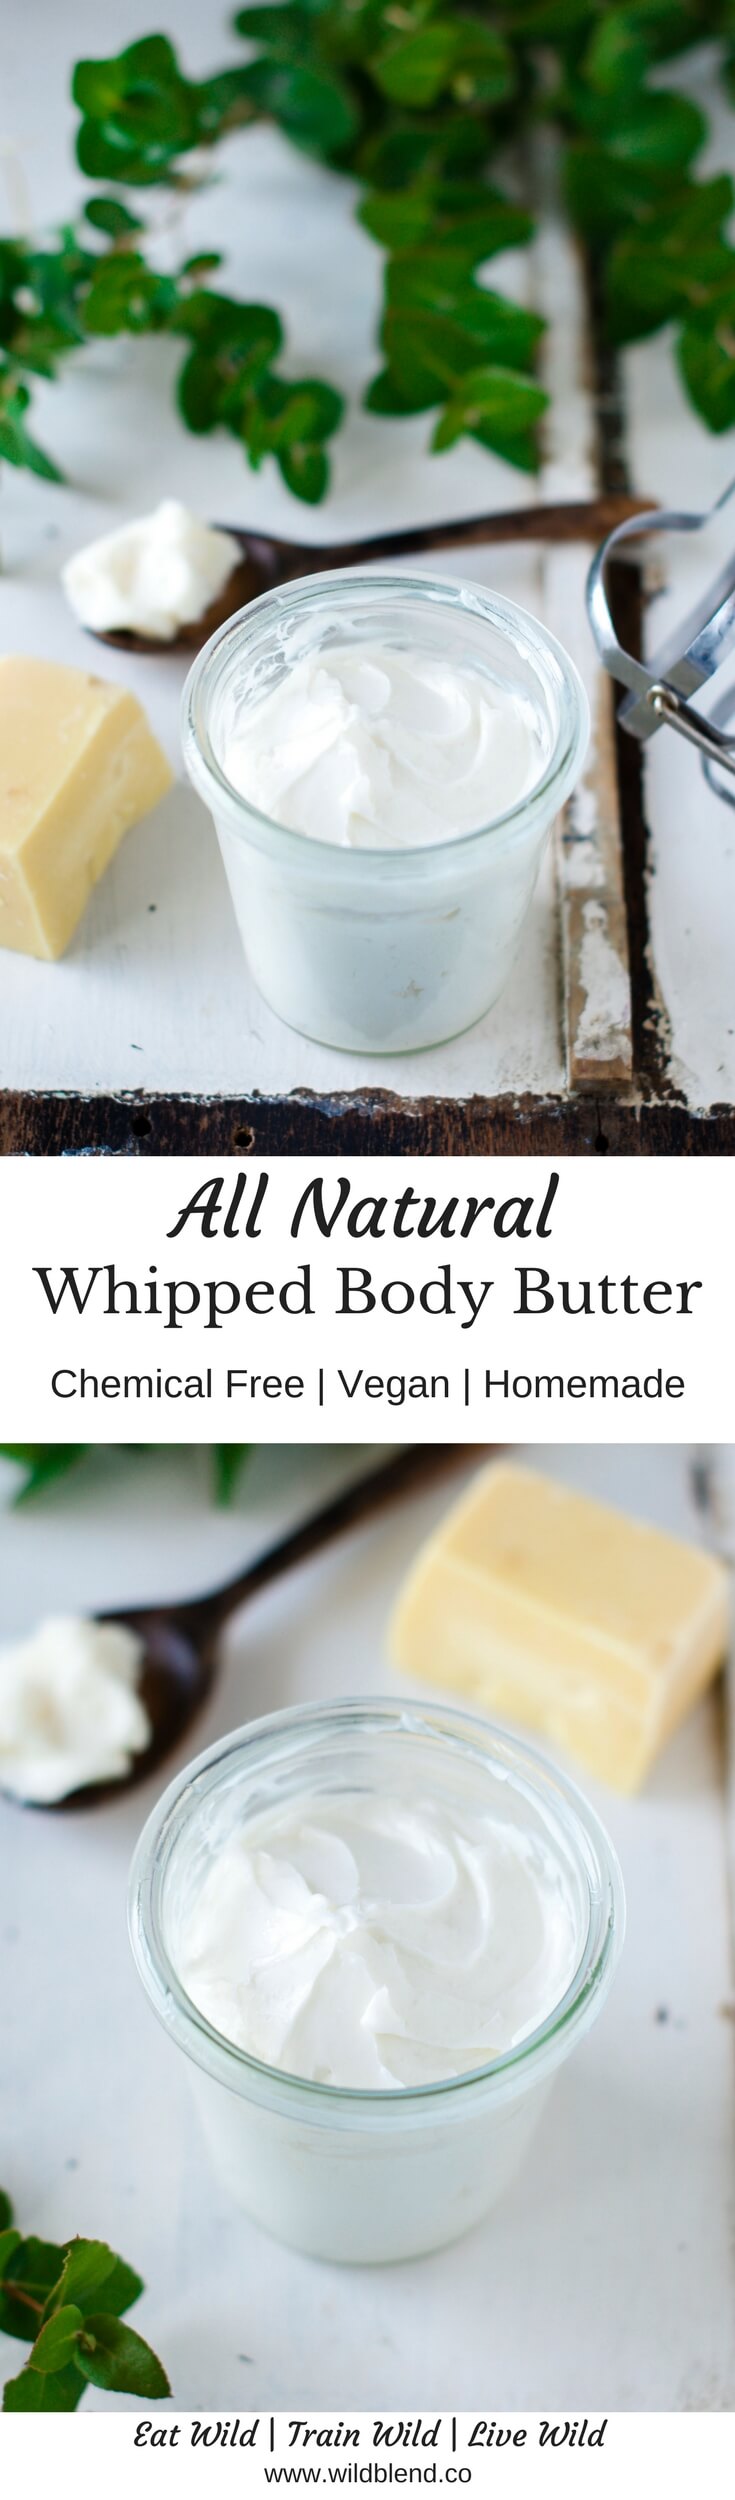 All Natural
Whipped Body Butter
Chemical Free | Vegan | Homemade
Eat Wild | Train Wild | Live Wild
www.wildblend.co